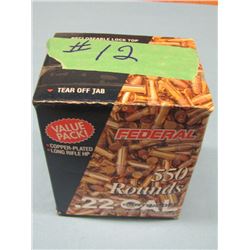 RECLOSEABLE LOCK TOP
#12
TEAR OFF TAB
VALUE
PACK
• COPPER-PLATED
• LONG RIFLE HP
FEDERAL
550
Rounds
.22